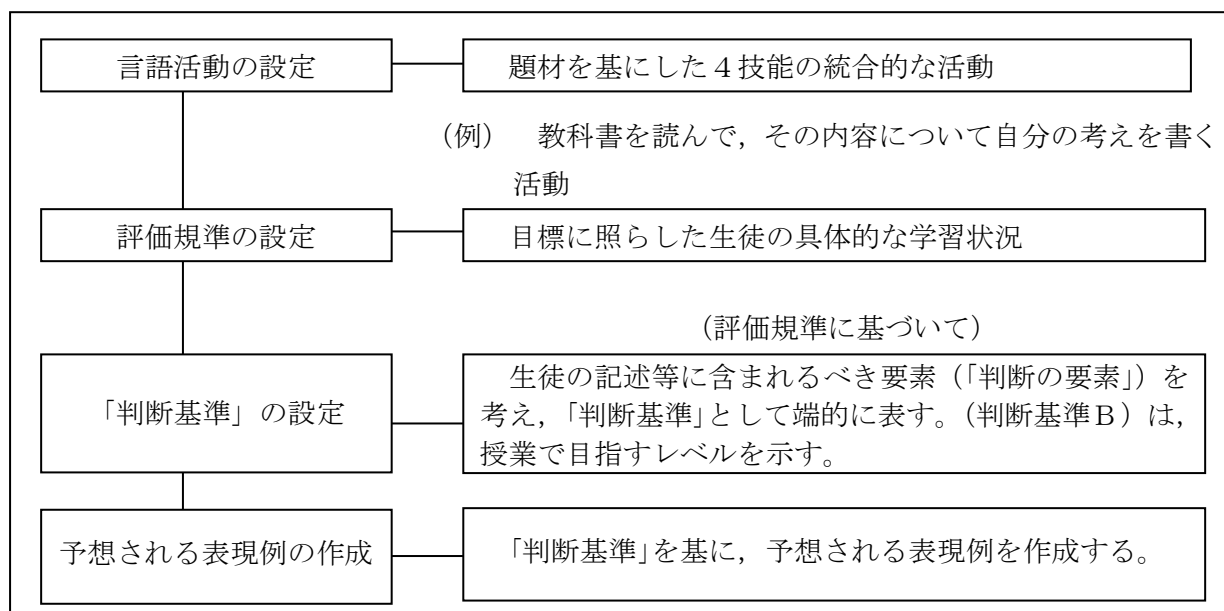 言語活動の設定
題材を基にした4技能の統合的な活動
（例）　教科書を読んで，その内容について自分の考えを書く
活動
評価規準の設定
目標に照らした生徒の具体的な学習状況
（評価規準に基づいて）
「判断基準」の設定
生徒の記述等に含まれるべき要素（「判断の要素」）を
考え，「判断基準」として端的に表す。（判断基準Ｂ）は，
授業で目指すレベルを示す。
予想される表現例の作成
「判断基準」を基に，予想される表現例を作成する。